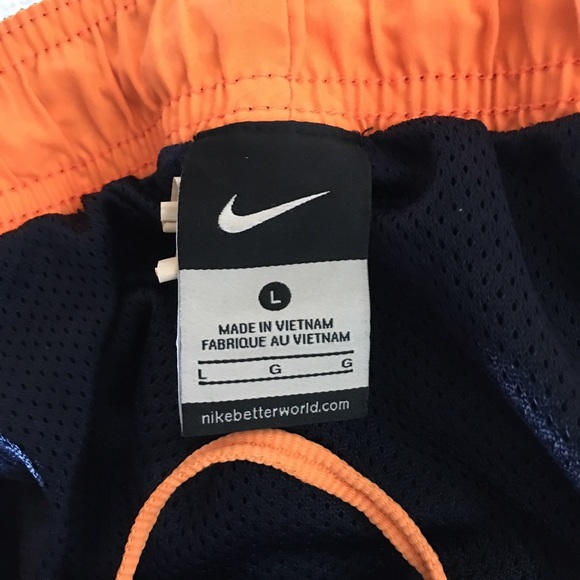 L
MADE IN VIETNAM
FABRIQUE AU VIETNAM
L G G
nikebetterworld.com